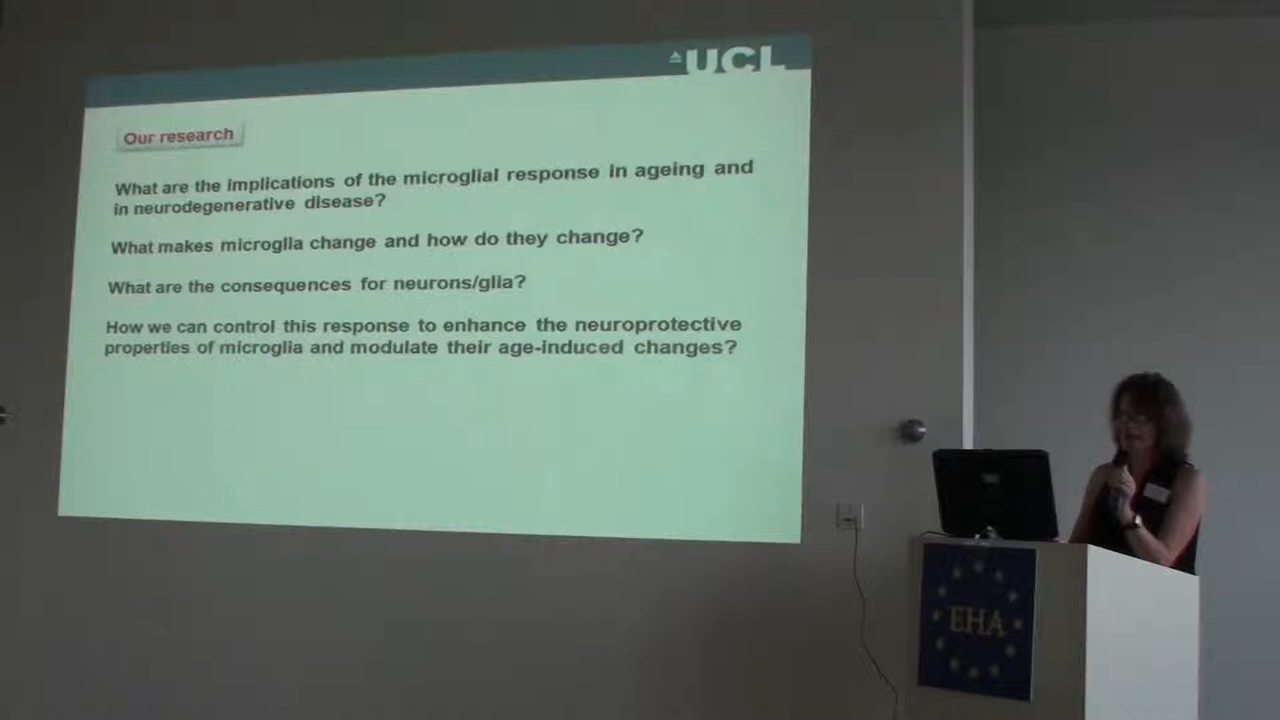 UCL
Our research
What are the implications of the microglial response in ageing and
in neurodegenerative disease?
What makes microglia change and how do they change?
What are the consequences for neurons/glia?
How we can control this response to enhance the neuroprotective
properties of microglia and modulate their age-induced changes?
EHA